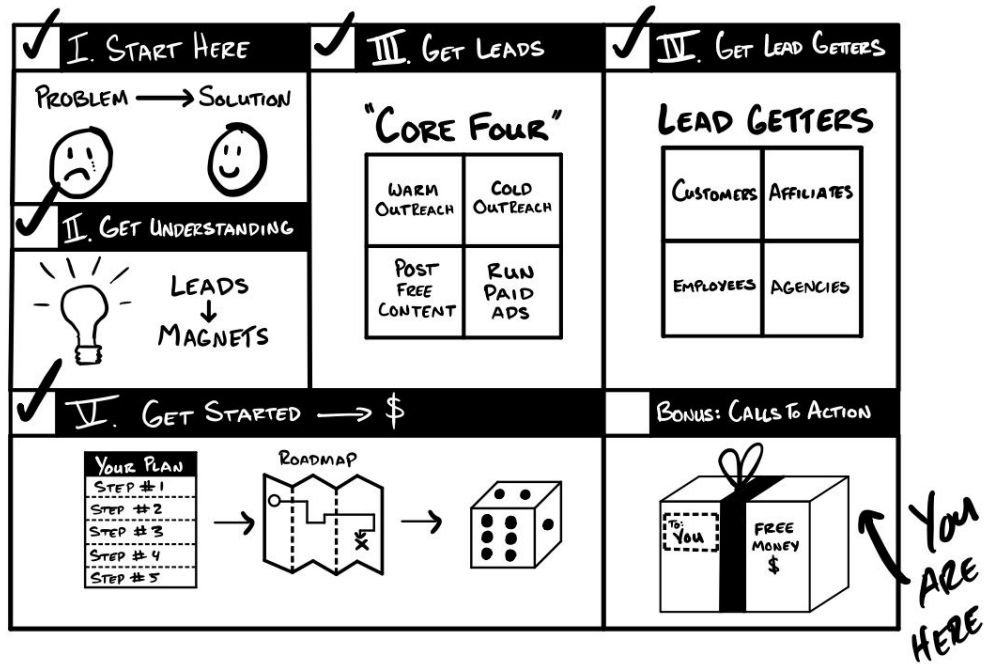 I. START HERE
PROBLEM → SOLUTION
II. GET UNDERSTANDING
LEADS
↓
MAGNETS
III. GET LEADS
"CORE FOUR"
WARM
OUTREACH
COLD
OUTREACH
POST
FREE
CONTENT
RUN
PAID
ADS
IV. GET LEAD GETTERS
LEAD GETTERS
CUSTOMERS
AFFILIATES
EMPLOYEES
AGENCIES
V. GET STARTED → $
YOUR PLAN
STEP #1
STEP #2
STEP #3
STEP #4
STEP #5
ROADMAP
X
BONUS: CALLS TO ACTION
TO:
YOU
FREE
MONEY
$
YOU
ARE
HERE